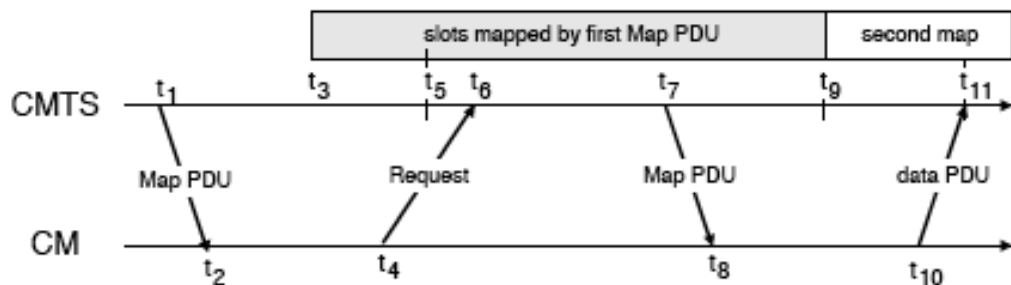 slots mapped by first Map PDU second map
t1 t3 t5 t6 t7 t9 t11
CMTS
Map PDU Request Map PDU data PDU
CM
t2 t4 t8 t10